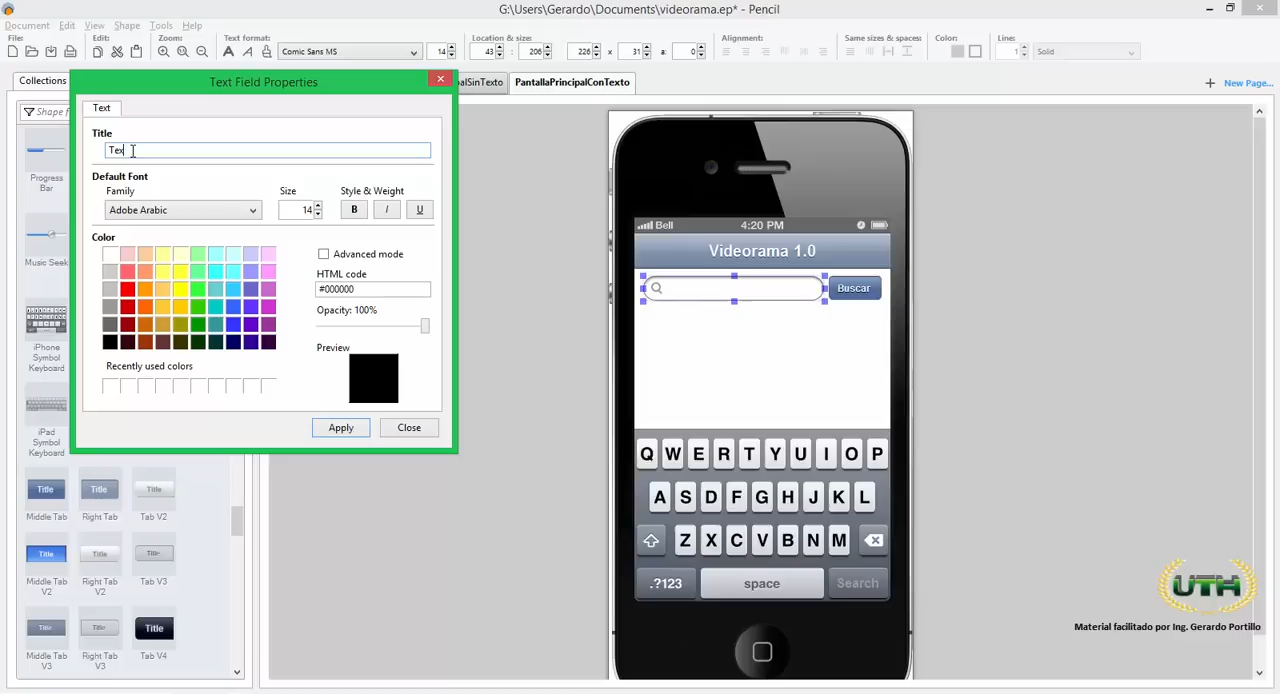 G:\Users\Gerardo\Documents\videorama.ep* - Pencil
Document Edit View Shape Tools Help
File: Edit: Zoom: Text format: Location & size: Alignment: Same sizes & spaces: Color: Line:
Comic Sans MS 14 43 : 206 226 x 31 a: 0 1 Solid
Collections
alSinTexto
PantallaPrincipalConTexto
New Page...
Text Field Properties
Text
Title
Tex
Default Font
Family Size Style & Weight
Adobe Arabic 14 B I U
Color
Advanced mode
HTML code
#000000
Opacity: 100%
Preview
Recently used colors
Apply Close
Shape f
Progress
Bar
Music Seek
iPhone
Symbol
Keyboard
iPad
Symbol
Keyboard
Title Title Title
Middle Tab Right Tab Tab V2
Title Title Title
Middle Tab
V2
Right Tab
V2
Tab V3
Title Title Title
Middle Tab
V3
Right Tab
V3
Tab V4
Bell 4:20 PM
Videorama 1.0
Buscar
Q W E R T Y U I O P
A S D F G H J K L
Z X C V B N M
.?123 space Search
UTH
Material facilitado por Ing. Gerardo Portillo